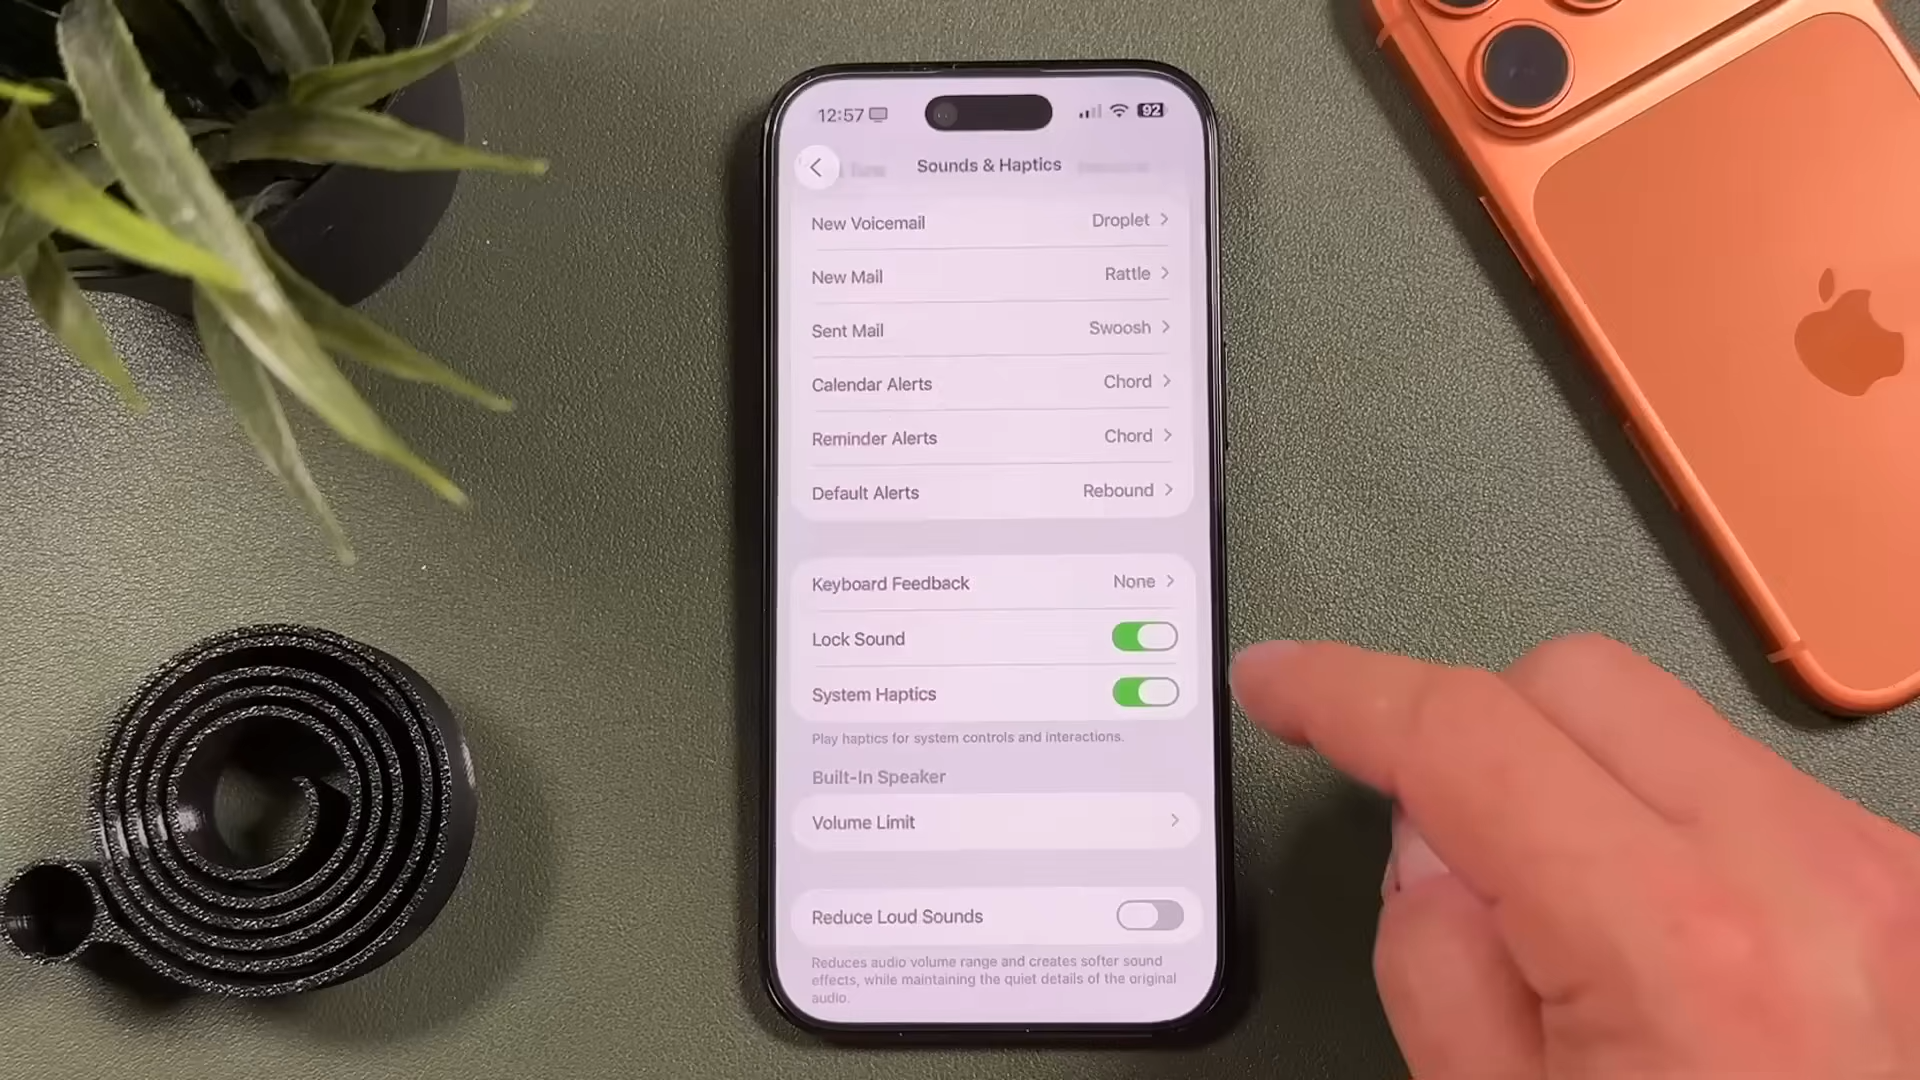 12:57
92
Sounds & Haptics
New Voicemail Droplet
New Mail Rattle
Sent Mail Swoosh
Calendar Alerts Chord
Reminder Alerts Chord
Default Alerts Rebound
Keyboard Feedback None
Lock Sound
System Haptics
Play haptics for system controls and interactions.
Built-In Speaker
Volume Limit
Reduce Loud Sounds
Reduces audio volume range and creates softer sound
effects, while maintaining the quiet details of the original
audio.